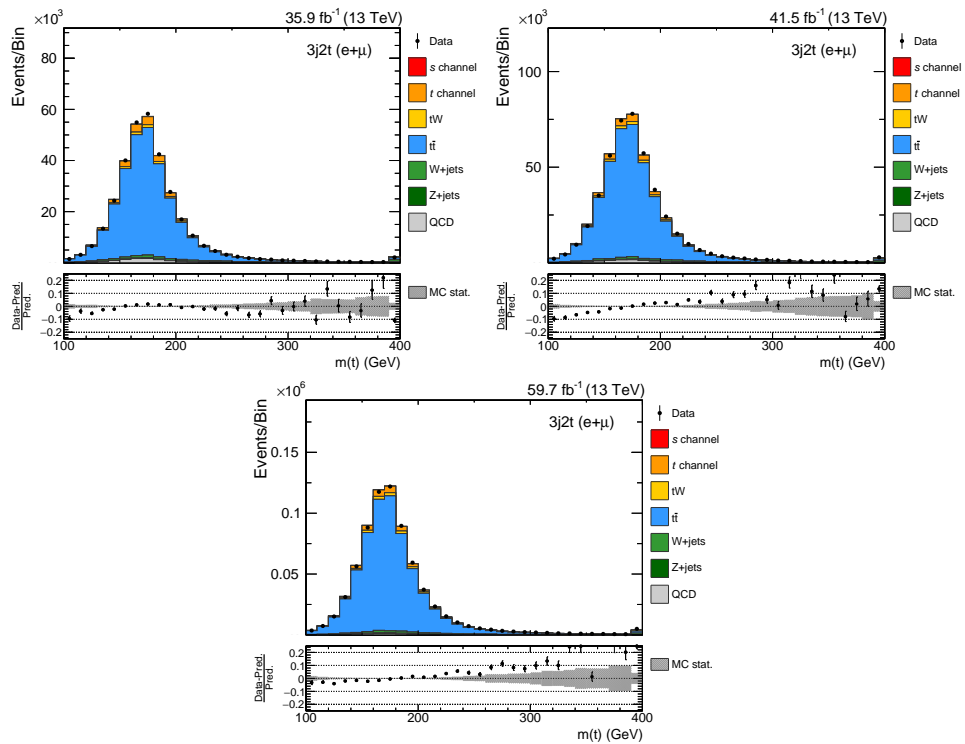 ×10³
35.9 fb⁻¹ (13 TeV)
Events/Bin
3j2t (e+μ)
80
60
40
20
Data
s channel
t channel
tW
tt̄
W+jets
Z+jets
QCD
Data-Pred.
Pred.
0.2
0.1
0
−0.1
−0.2
MC stat.
100 200 300 400
m(t) (GeV)
×10³
41.5 fb⁻¹ (13 TeV)
Events/Bin
3j2t (e+μ)
100
75
50
25
Data
s channel
t channel
tW
tt̄
W+jets
Z+jets
QCD
Data-Pred.
Pred.
0.2
0.1
0
−0.1
−0.2
MC stat.
100 200 300 400
m(t) (GeV)
×10⁶
59.7 fb⁻¹ (13 TeV)
Events/Bin
3j2t (e+μ)
0.15
0.1
0.05
Data
s channel
t channel
tW
tt̄
W+jets
Z+jets
QCD
Data-Pred.
Pred.
0.2
0.1
0
−0.1
−0.2
MC stat.
100 200 300 400
m(t) (GeV)